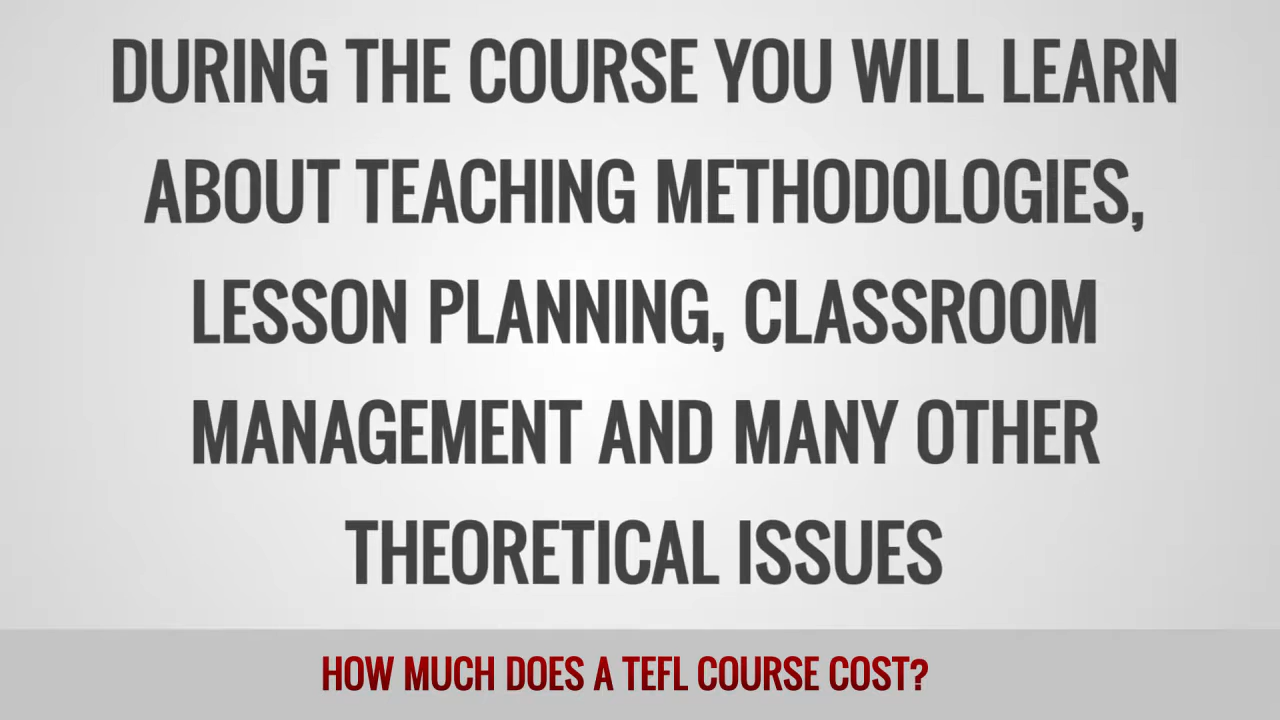 DURING THE COURSE YOU WILL LEARN
ABOUT TEACHING METHODOLOGIES,
LESSON PLANNING, CLASSROOM
MANAGEMENT AND MANY OTHER
THEORETICAL ISSUES
HOW MUCH DOES A TEFL COURSE COST?